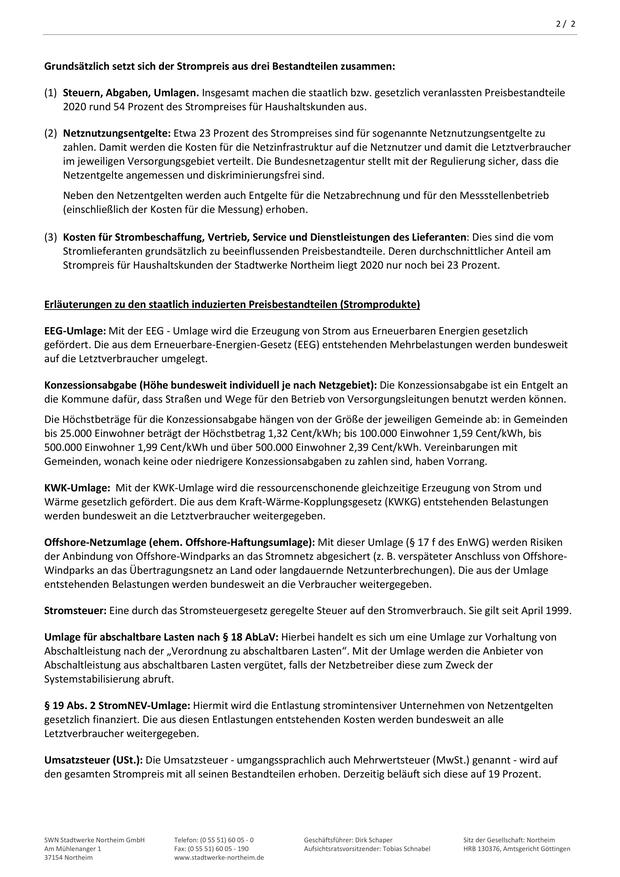 2 / 2
Grundsätzlich setzt sich der Strompreis aus drei Bestandteilen zusammen:
(1) Steuern, Abgaben, Umlagen. Insgesamt machen die staatlich bzw. gesetzlich veranlassten Preisbestandteile
2020 rund 54 Prozent des Strompreises für Haushaltskunden aus.
(2) Netznutzungsentgelte: Etwa 23 Prozent des Strompreises sind für sogenannte Netznutzungsentgelte zu
zahlen. Damit werden die Kosten für die Netzinfrastruktur auf die Netznutzer und damit die Letztverbraucher
im jeweiligen Versorgungsgebiet verteilt. Die Bundesnetzagentur stellt mit der Regulierung sicher, dass die
Netzentgelte angemessen und diskriminierungsfrei sind.
Neben den Netzentgelten werden auch Entgelte für die Netzabrechnung und für den Messstellenbetrieb
(einschließlich der Kosten für die Messung) erhoben.
(3) Kosten für Strombeschaffung, Vertrieb, Service und Dienstleistungen des Lieferanten: Dies sind die vom
Stromlieferanten grundsätzlich zu beeinflussenden Preisbestandteile. Deren durchschnittlicher Anteil am
Strompreis für Haushaltskunden der Stadtwerke Northeim liegt 2020 nur noch bei 23 Prozent.
Erläuterungen zu den staatlich induzierten Preisbestandteilen (Stromprodukte)
EEG-Umlage: Mit der EEG - Umlage wird die Erzeugung von Strom aus Erneuerbaren Energien gesetzlich
gefördert. Die aus dem Erneuerbare-Energien-Gesetz (EEG) entstehenden Mehrbelastungen werden bundesweit
auf die Letztverbraucher umgelegt.
Konzessionsabgabe (Höhe bundesweit individuell je nach Netzgebiet): Die Konzessionsabgabe ist ein Entgelt an
die Kommune dafür, dass Straßen und Wege für den Betrieb von Versorgungsleitungen benutzt werden können.
Die Höchstbeträge für die Konzessionsabgabe hängen von der Größe der jeweiligen Gemeinde ab: in Gemeinden
bis 25.000 Einwohner beträgt der Höchstbetrag 1,32 Cent/kWh; bis 100.000 Einwohner 1,59 Cent/kWh, bis
500.000 Einwohner 1,99 Cent/kWh und über 500.000 Einwohner 2,39 Cent/kWh. Vereinbarungen mit
Gemeinden, wonach keine oder niedrigere Konzessionsabgaben zu zahlen sind, haben Vorrang.
KWK-Umlage: Mit der KWK-Umlage wird die ressourcenschonende gleichzeitige Erzeugung von Strom und
Wärme gesetzlich gefördert. Die aus dem Kraft-Wärme-Kopplungsgesetz (KWKG) entstehenden Belastungen
werden bundesweit an die Letztverbraucher weitergegeben.
Offshore-Netzumlage (ehem. Offshore-Haftungsumlage): Mit dieser Umlage (§ 17 f des EnWG) werden Risiken
der Anbindung von Offshore-Windparks an das Stromnetz abgesichert (z. B. verspäteter Anschluss von Offshore-
Windparks an das Übertragungsnetz an Land oder langdauernde Netzunterbrechungen). Die aus der Umlage
entstehenden Belastungen werden bundesweit an die Verbraucher weitergegeben.
Stromsteuer: Eine durch das Stromsteuergesetz geregelte Steuer auf den Stromverbrauch. Sie gilt seit April 1999.
Umlage für abschaltbare Lasten nach § 18 AbLaV: Hierbei handelt es sich um eine Umlage zur Vorhaltung von
Abschaltleistung nach der „Verordnung zu abschaltbaren Lasten“. Mit der Umlage werden die Anbieter von
Abschaltleistung aus abschaltbaren Lasten vergütet, falls der Netzbetreiber diese zum Zweck der
Systemstabilisierung abruft.
§ 19 Abs. 2 StromNEV-Umlage: Hiermit wird die Entlastung stromintensiver Unternehmen von Netzentgelten
gesetzlich finanziert. Die aus diesen Entlastungen entstehenden Kosten werden bundesweit an alle
Letztverbraucher weitergegeben.
Umsatzsteuer (USt.): Die Umsatzsteuer - umgangssprachlich auch Mehrwertsteuer (MwSt.) genannt - wird auf
den gesamten Strompreis mit all seinen Bestandteilen erhoben. Derzeitig beläuft sich diese auf 19 Prozent.
SWN Stadtwerke Northeim GmbH
Am Mühlenanger 1
37154 Northeim
Telefon: (0 55 51) 60 05 - 0
Fax: (0 55 51) 60 05 - 190
www.stadtwerke-northeim.de
Geschäftsführer: Dirk Schaper
Aufsichtsratsvorsitzender: Tobias Schnabel
Sitz der Gesellschaft: Northeim
HRB 130376, Amtsgericht Göttingen